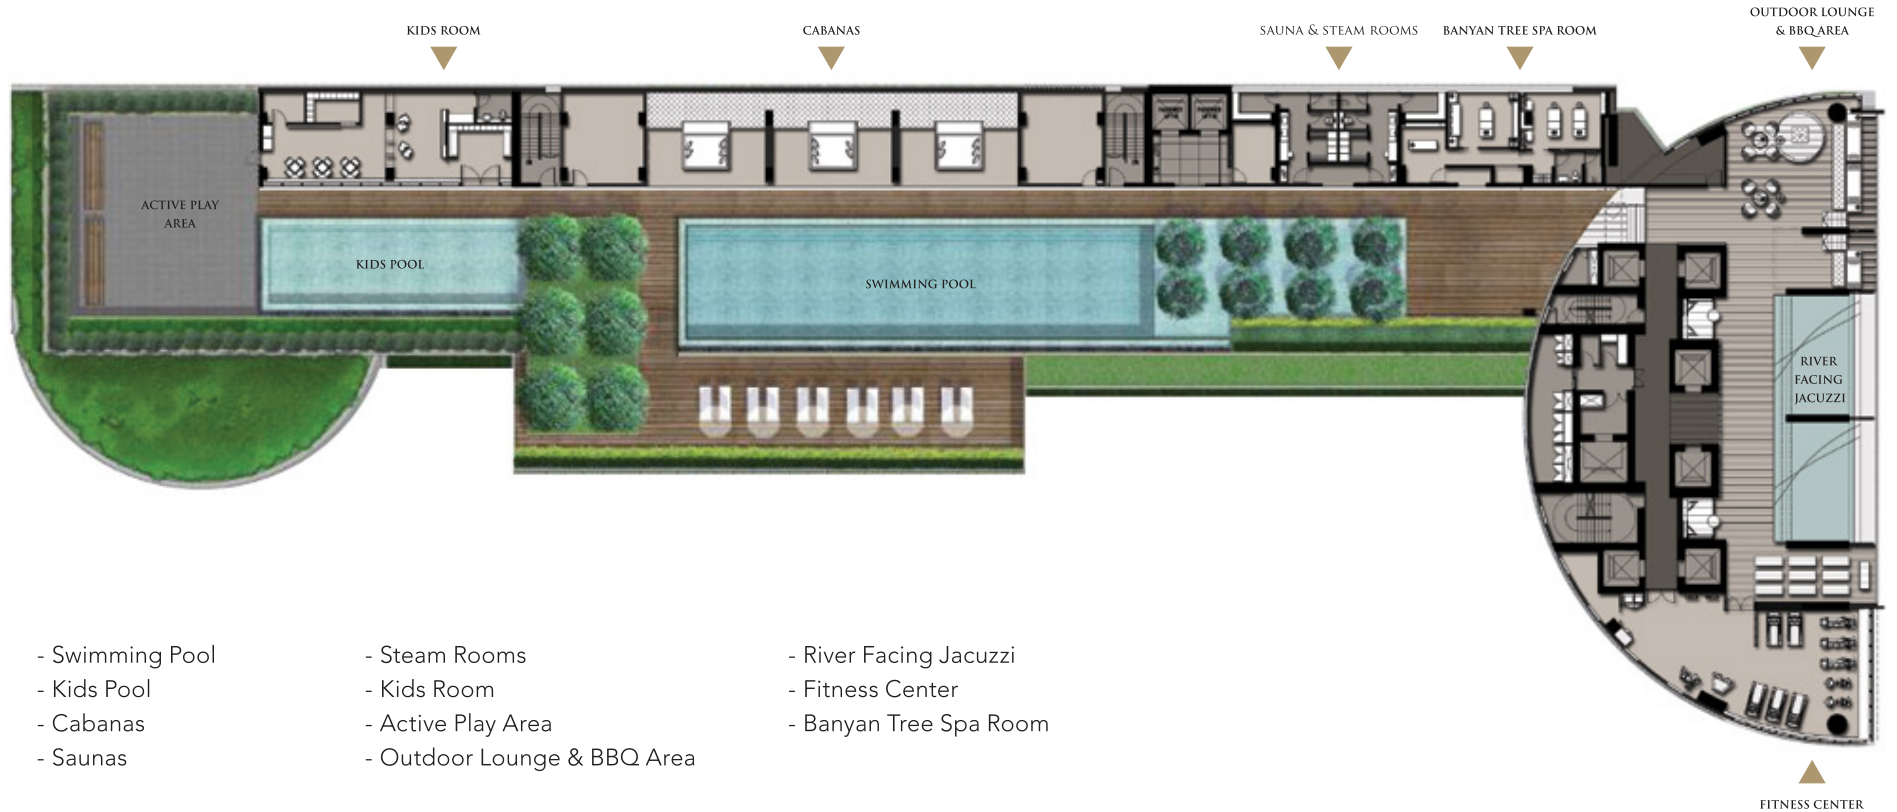 OUTDOOR LOUNGE
& BBQ AREA
KIDS ROOM
CABANAS
SAUNA & STEAM ROOMS
BANYAN TREE SPA ROOM
ACTIVE PLAY
AREA
KIDS POOL
SWIMMING POOL
RIVER
FACING
JACUZZI
- Swimming Pool
- Kids Pool
- Cabanas
- Saunas
- Steam Rooms
- Kids Room
- Active Play Area
- Outdoor Lounge & BBQ Area
- River Facing Jacuzzi
- Fitness Center
- Banyan Tree Spa Room
FITNESS CENTER